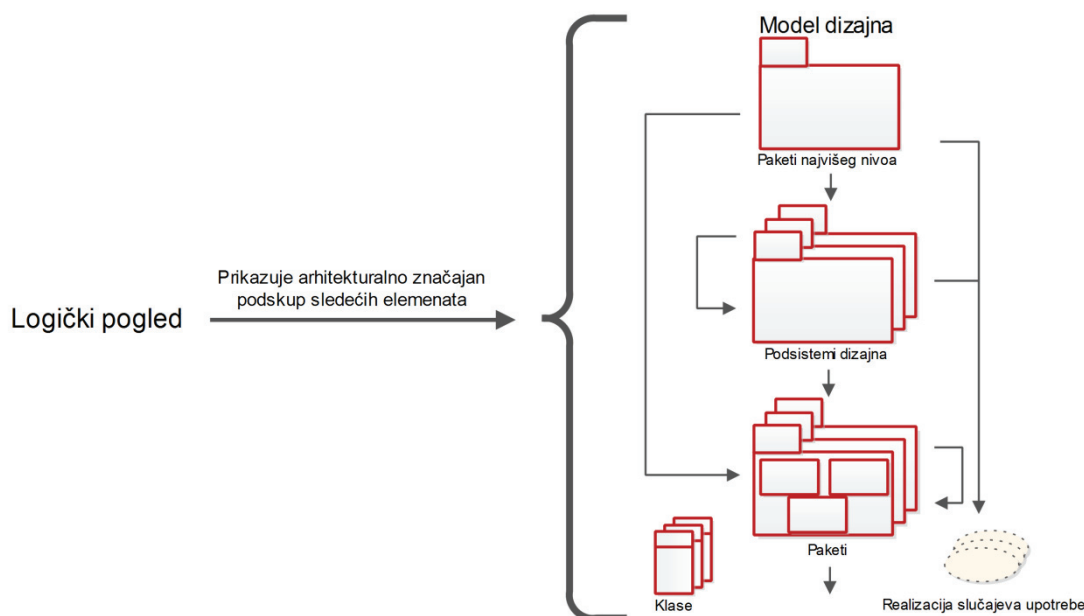 Model dizajna
Paketi najvišeg nivoa
Prikazuje arhitekturalno značajan
podskup sledećih elemenata
Logički pogled
Podsistemi dizajna
Paketi
Klase
Realizacija slučajeva upotrebe